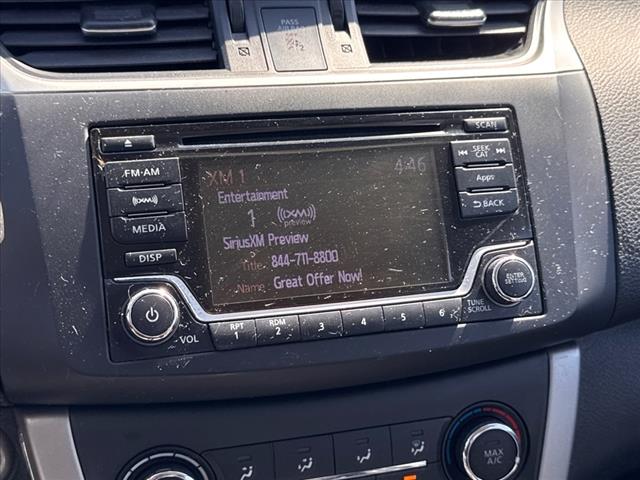 PASS
AIR BAG
SCAN
FM·AM
XM 1
4:46
SEEK
CAT
Entertainment
((XM))
1 ((XM))
preview
Apps
MEDIA
SiriusXM Preview
BACK
DISP
Title: 844-711-8800
Name: Great Offer Now!
ENTER
SETTING
TUNE
SCROLL
VOL
RPT
1
RDM
2
3
4
5
6
MAX
A/C